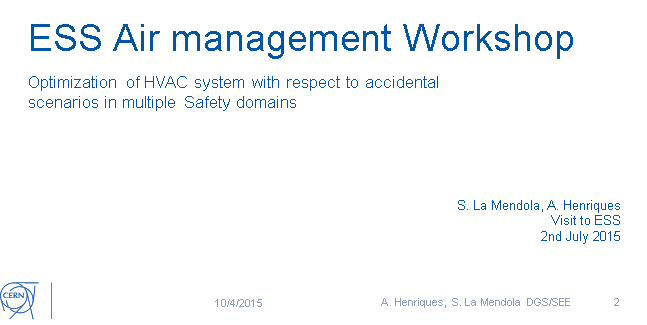 ESS Air management Workshop
Optimization of HVAC system with respect to accidental
scenarios in multiple Safety domains
S. La Mendola, A. Henriques
Visit to ESS
2nd July 2015
CERN
10/4/2015
A. Henriques, S. La Mendola DGS/SEE
2